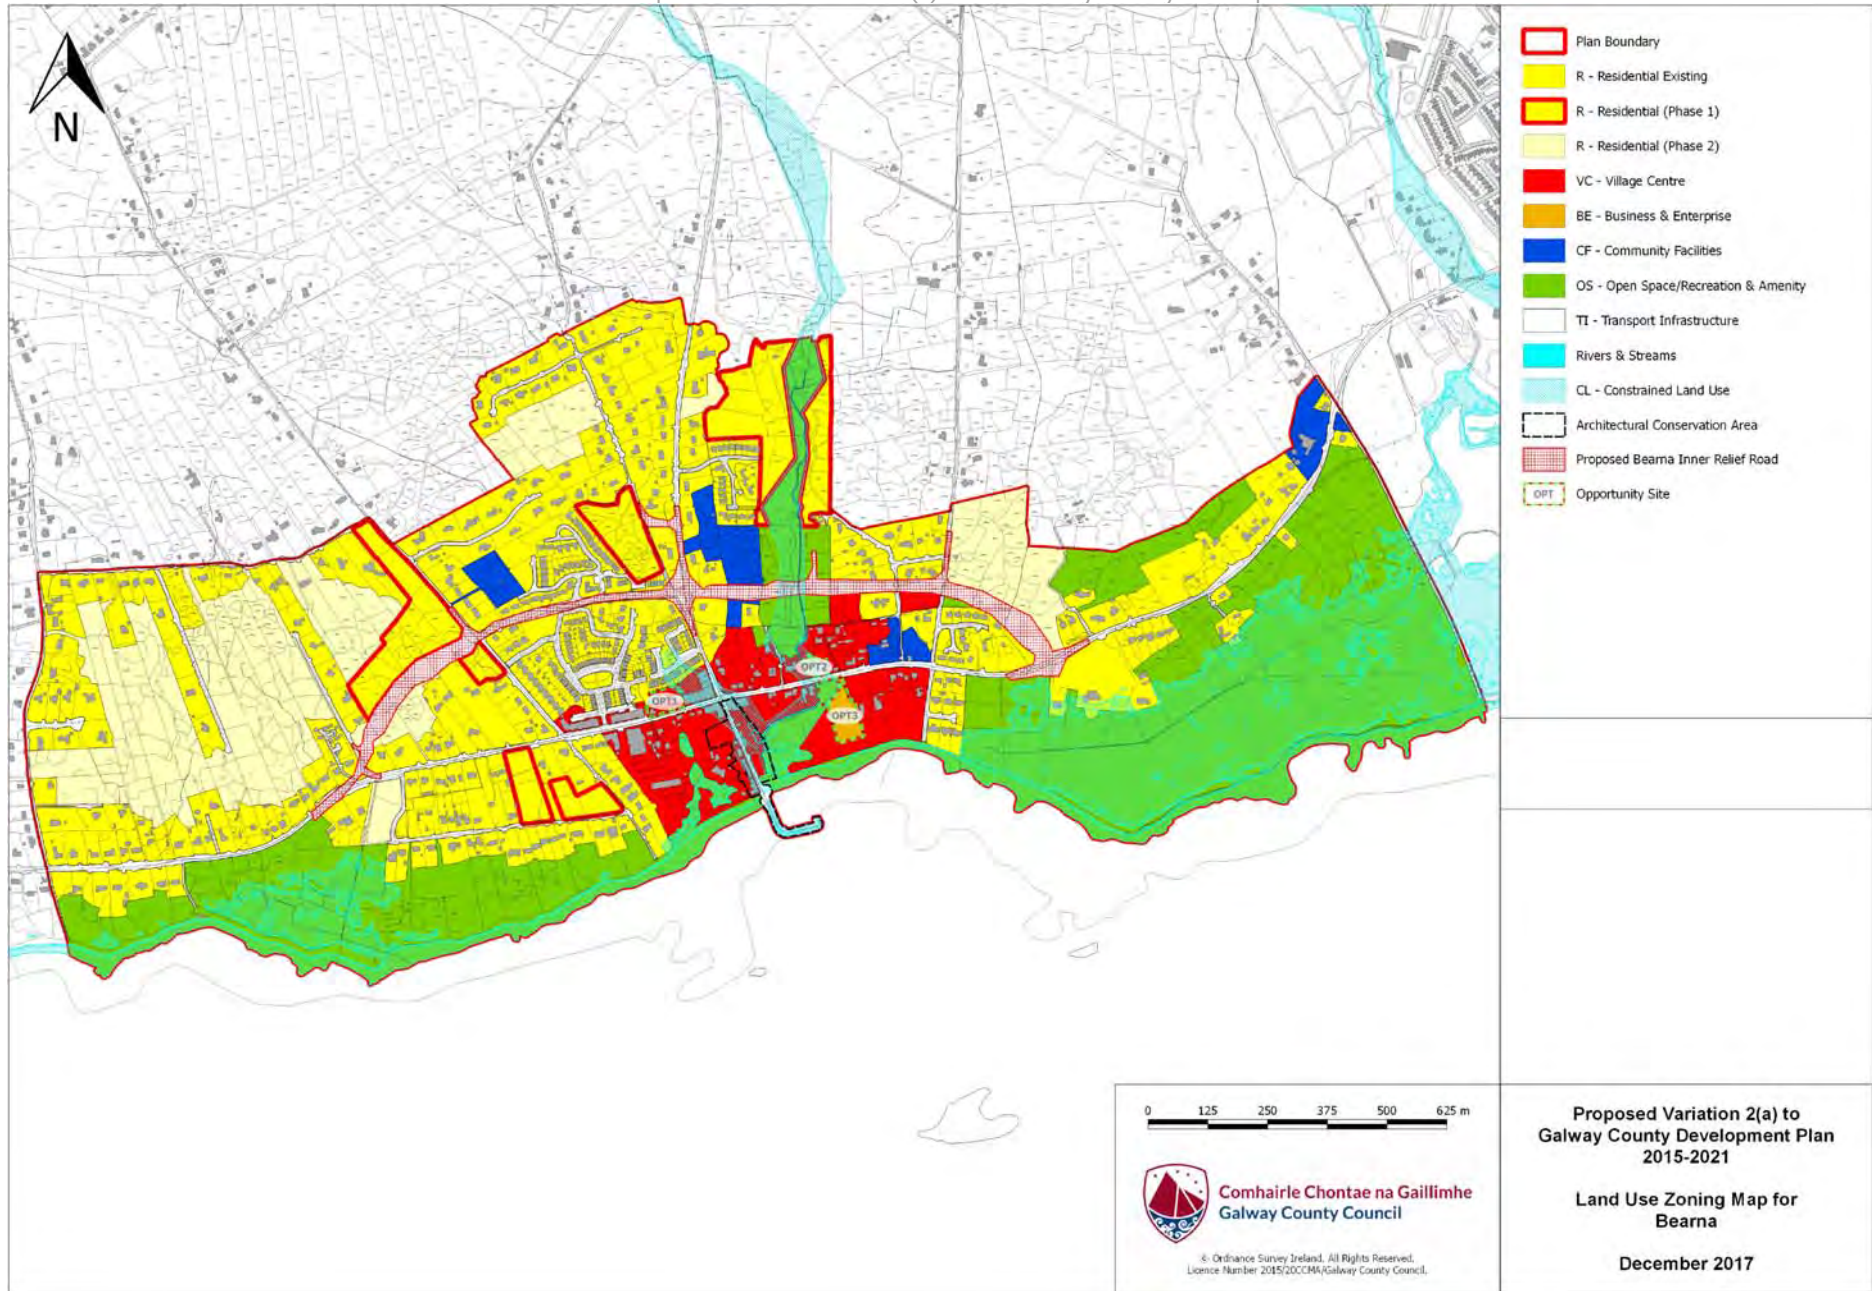 N
OPT1
OPT2
OPT3
Plan Boundary
R - Residential Existing
R - Residential (Phase 1)
R - Residential (Phase 2)
VC - Village Centre
BE - Business & Enterprise
CF - Community Facilities
OS - Open Space/Recreation & Amenity
TI - Transport Infrastructure
Rivers & Streams
CL - Constrained Land Use
Architectural Conservation Area
Proposed Bearna Inner Relief Road
OPT Opportunity Site
0 125 250 375 500 625 m
Comhairle Chontae na Gaillimhe
Galway County Council
© Ordnance Survey Ireland. All Rights Reserved.
Licence Number 2015/20CCMA/Galway County Council.
Proposed Variation 2(a) to
Galway County Development Plan
2015-2021
Land Use Zoning Map for
Bearna
December 2017